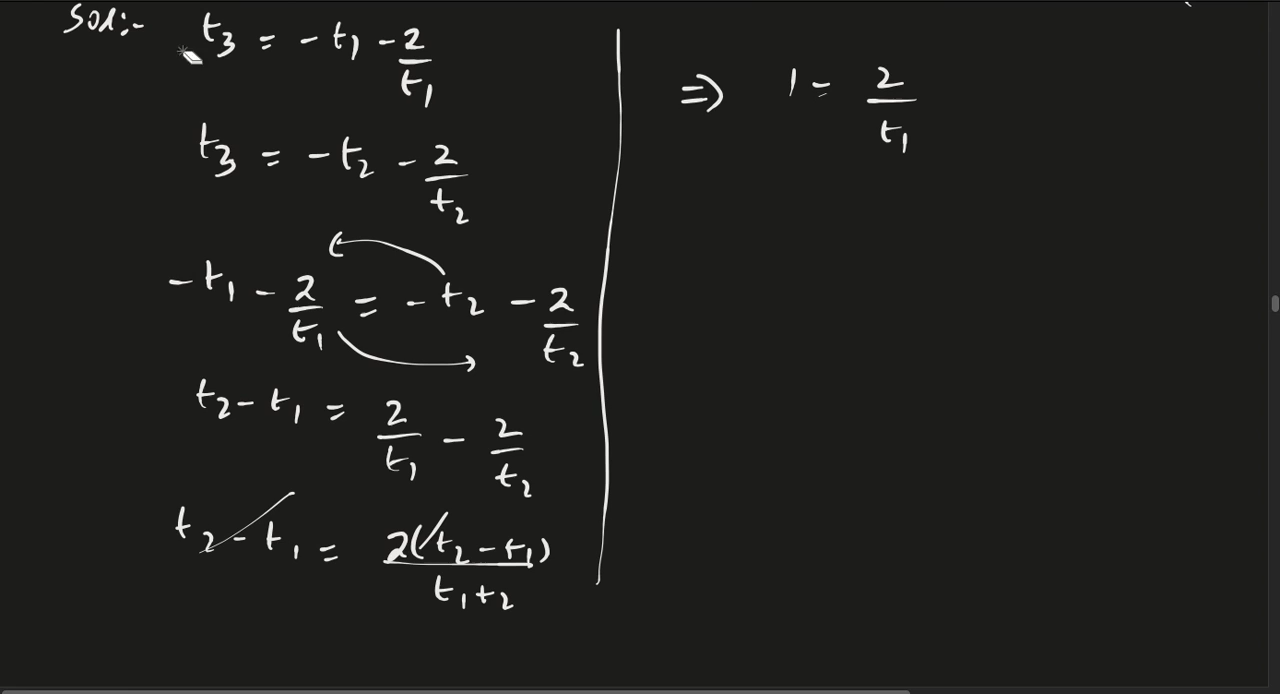 Sol:-
t₃ = -t₁ - 2/t₁
t₃ = -t₂ - 2/t₂
-t₁ - 2/t₁ = -t₂ - 2/t₂
t₂ - t₁ = 2/t₁ - 2/t₂
t₂ - t₁ = 2(t₂ - t₁)/t₁t₂
⇒ 1 = 2/t₁